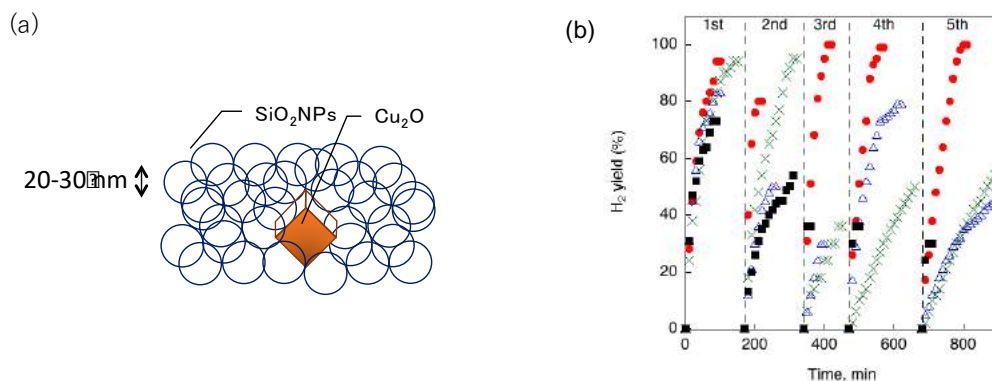 (a)
SiO₂NPs
Cu₂O
20-30 nm
(b)
1st 2nd 3rd 4th 5th
100
80
60
40
20
0
H₂ yield (%)
0 200 400 600 800
Time, min